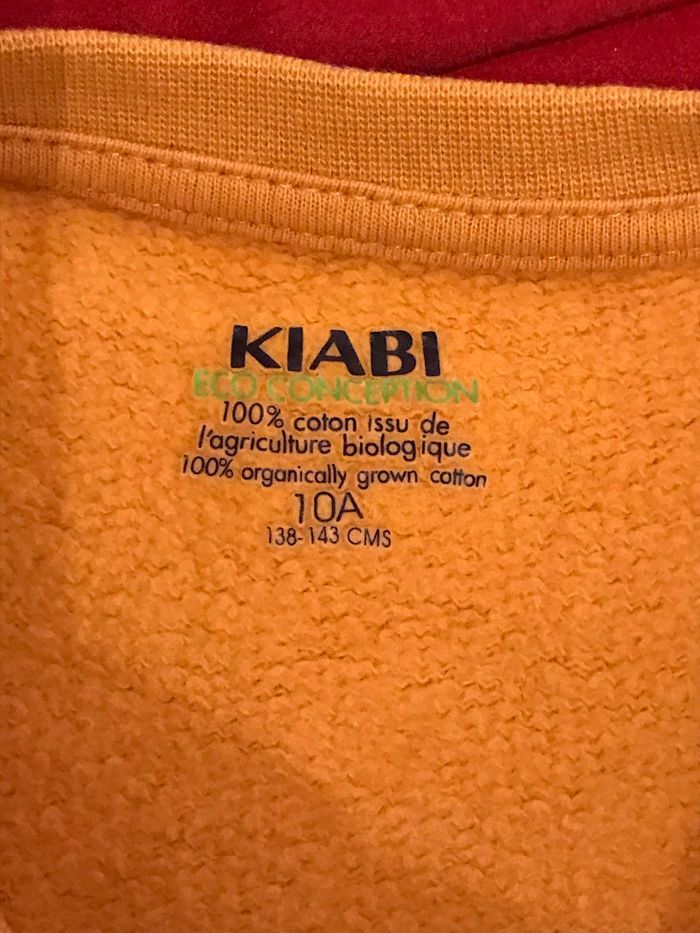 KIABI
ECO CONCEPTION
100% coton issu de
l'agriculture biologique
100% organically grown cotton
10A
138-143 CMS